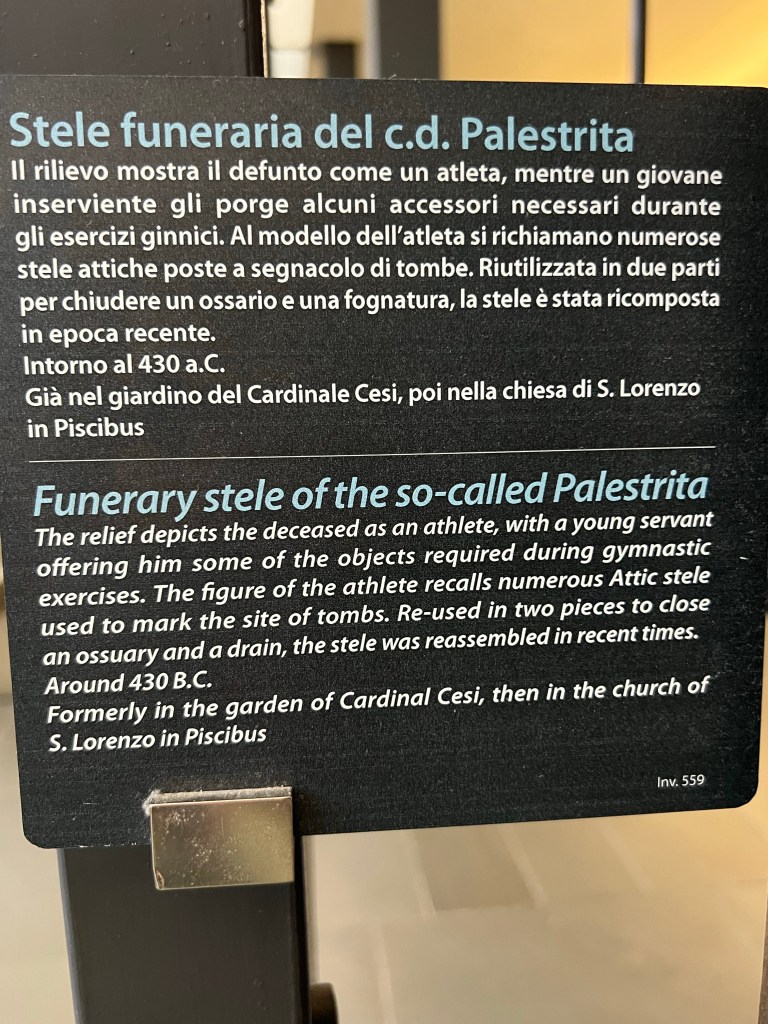 Stele funeraria del c.d. Palestrita
Il rilievo mostra il defunto come un atleta, mentre un giovane
inserviente gli porge alcuni accessori necessari durante
gli esercizi ginnici. Al modello dell'atleta si richiamano numerose
stele attiche poste a segnacolo di tombe. Riutilizzata in due parti
per chiudere un ossario e una fognatura, la stele è stata ricomposta
in epoca recente.
Intorno al 430 a.C.
Già nel giardino del Cardinale Cesi, poi nella chiesa di S. Lorenzo
in Piscibus
Funerary stele of the so-called Palestrita
The relief depicts the deceased as an athlete, with a young servant
offering him some of the objects required during gymnastic
exercises. The figure of the athlete recalls numerous Attic stele
used to mark the site of tombs. Re-used in two pieces to close
an ossuary and a drain, the stele was reassembled in recent times.
Around 430 B.C.
Formerly in the garden of Cardinal Cesi, then in the church of
S. Lorenzo in Piscibus
Inv. 559